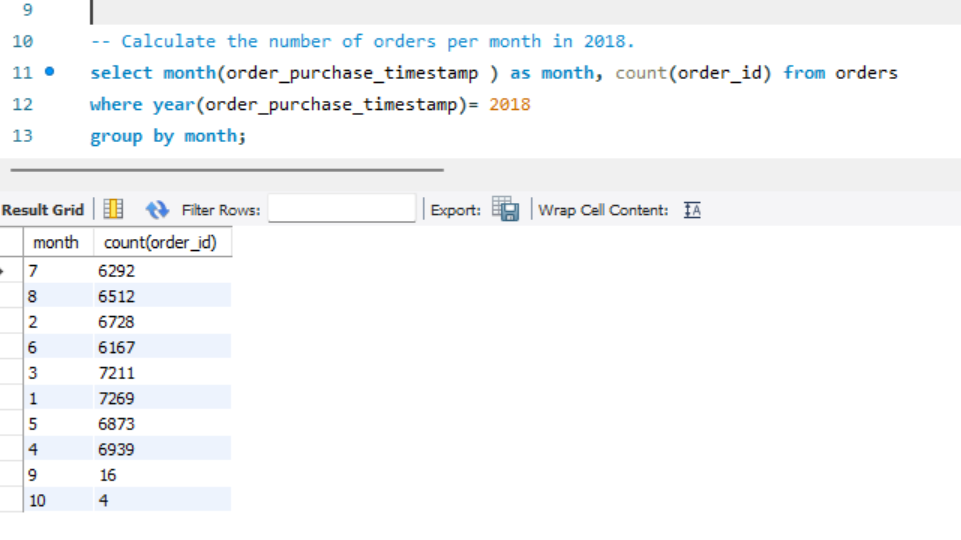 9
10 -- Calculate the number of orders per month in 2018.
11 select month(order_purchase_timestamp ) as month, count(order_id) from orders
12 where year(order_purchase_timestamp)= 2018
13 group by month;
Result Grid Filter Rows: Export: Wrap Cell Content: IA
month count(order_id)
7 6292
8 6512
2 6728
6 6167
3 7211
1 7269
5 6873
4 6939
9 16
10 4